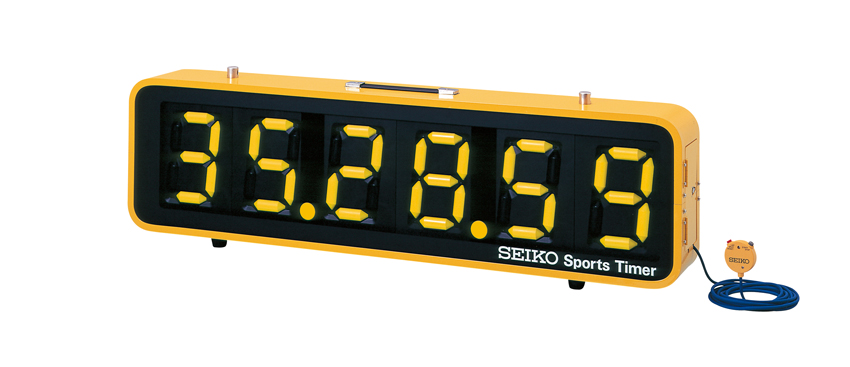 35.28.59
SEIKO Sports Timer
SEIKO